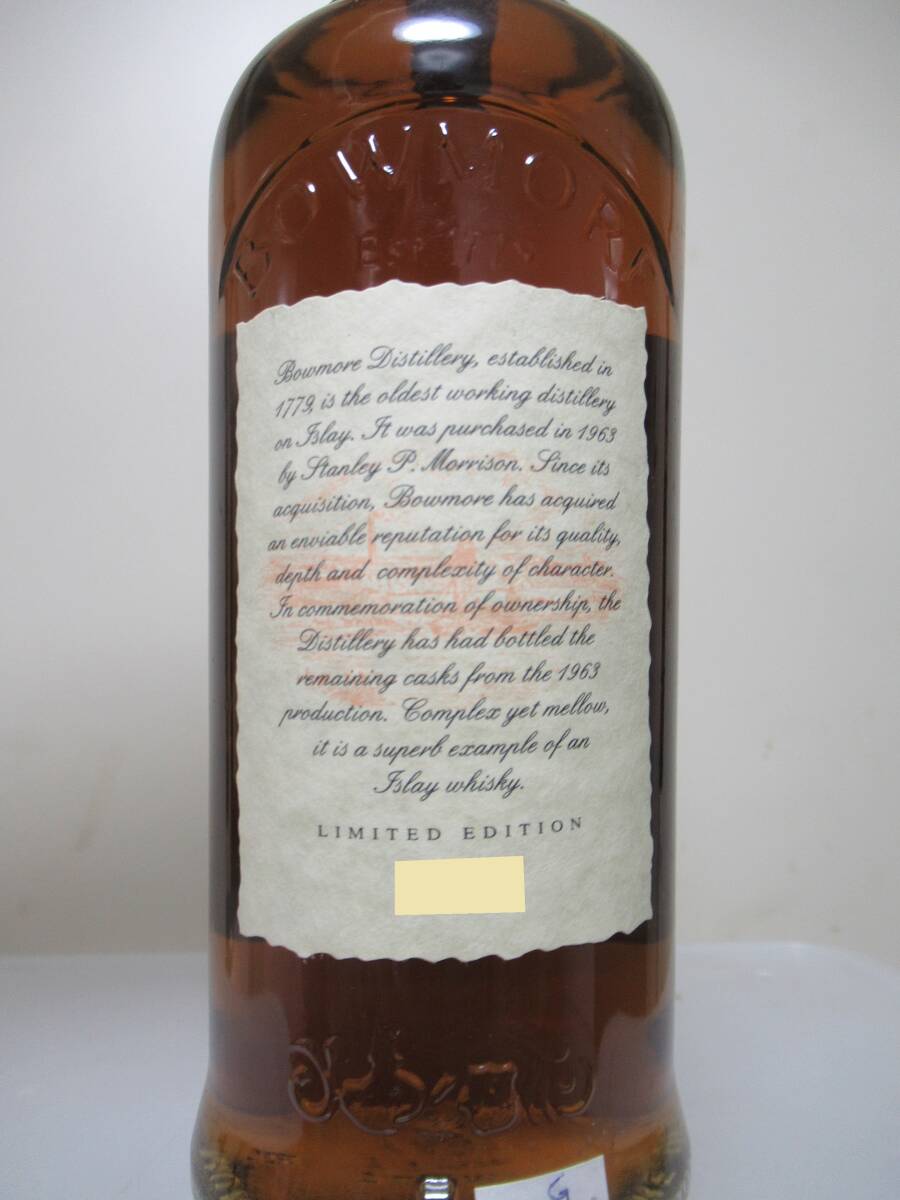 BOWMORE
Bowmore Distillery, established in
1779, is the oldest working distillery
on Islay. It was purchased in 1963
by Stanley P. Morrison. Since its
acquisition, Bowmore has acquired
an enviable reputation for its quality,
depth and complexity of character.
In commemoration of ownership, the
Distillery has had bottled the
remaining casks from the 1963
production. Complex yet mellow,
it is a superb example of an
Islay whisky.
LIMITED EDITION
G